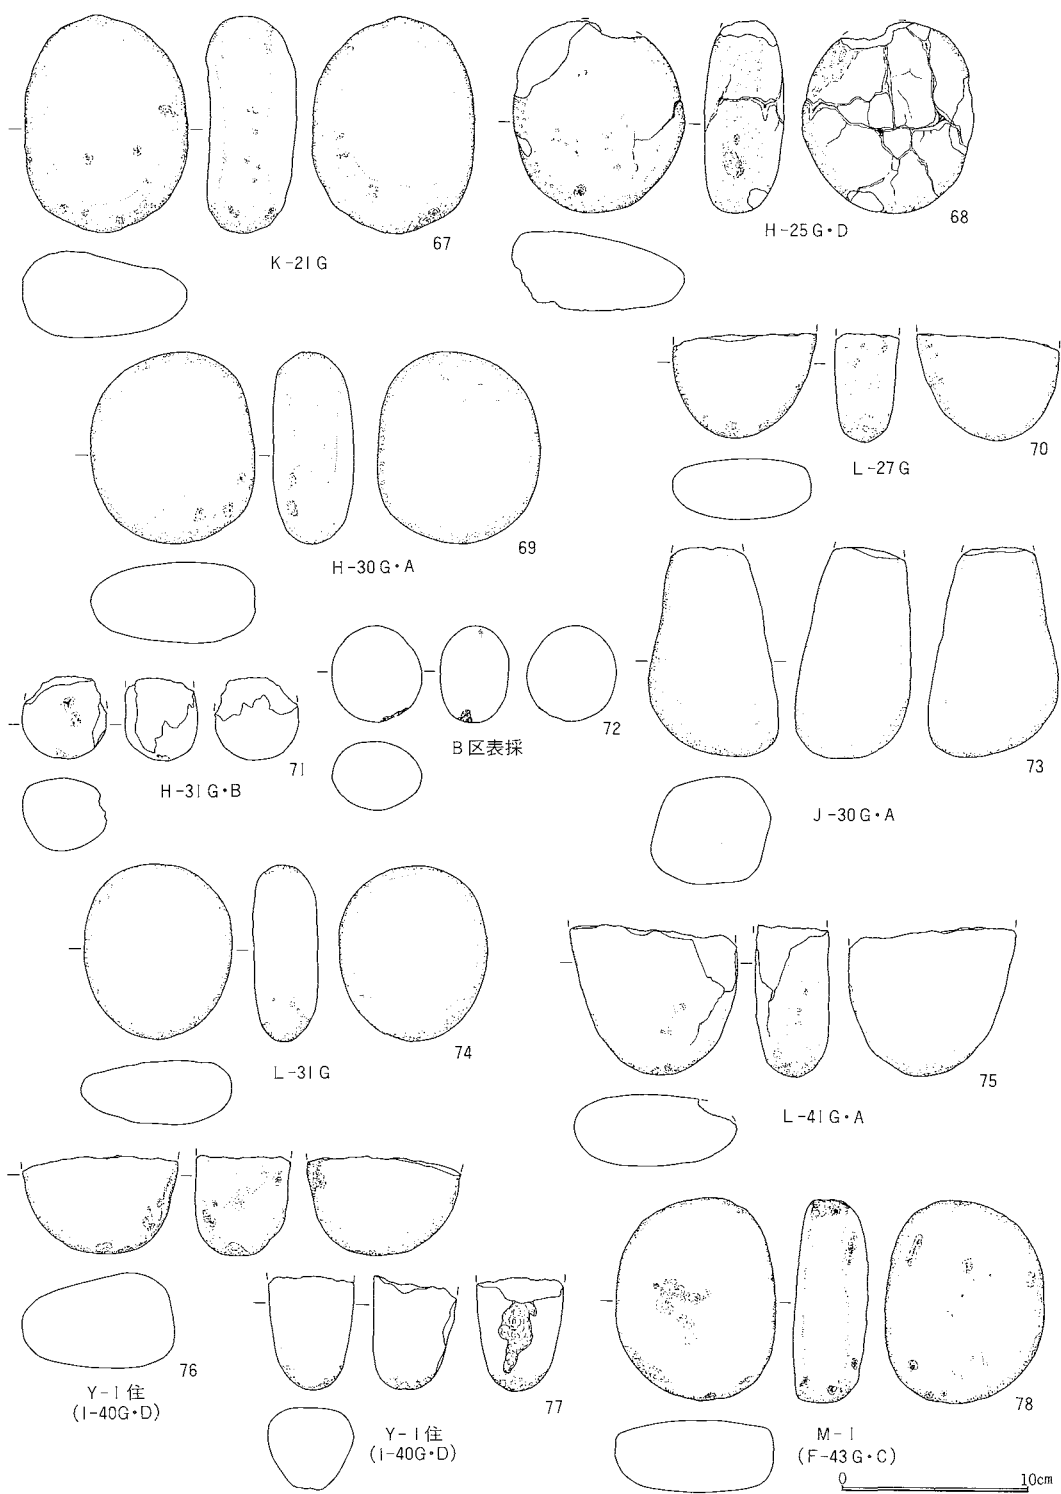 67
K-21G
68
H-25G・D
69
H-30G・A
70
L-27G
71
H-31G・B
72
B区表採
73
J-30G・A
74
L-31G
75
L-41G・A
76
Y-1住
(I-40G・D)
77
Y-1住
(I-40G・D)
78
M-1
(F-43G・C)
0 10cm